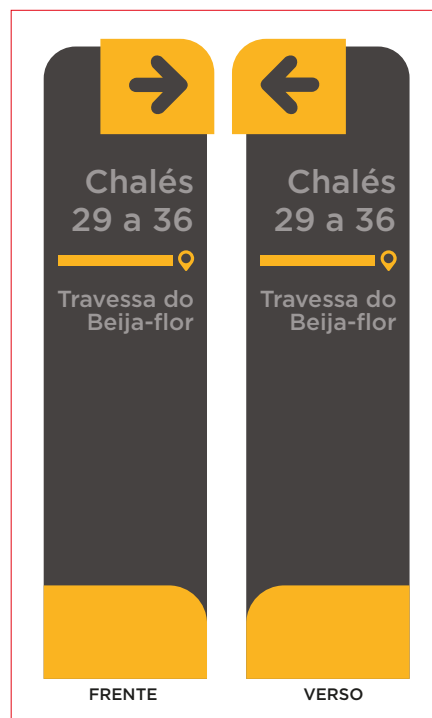 Chalés
29 a 36
Travessa do
Beija-flor
FRENTE
Chalés
29 a 36
Travessa do
Beija-flor
VERSO